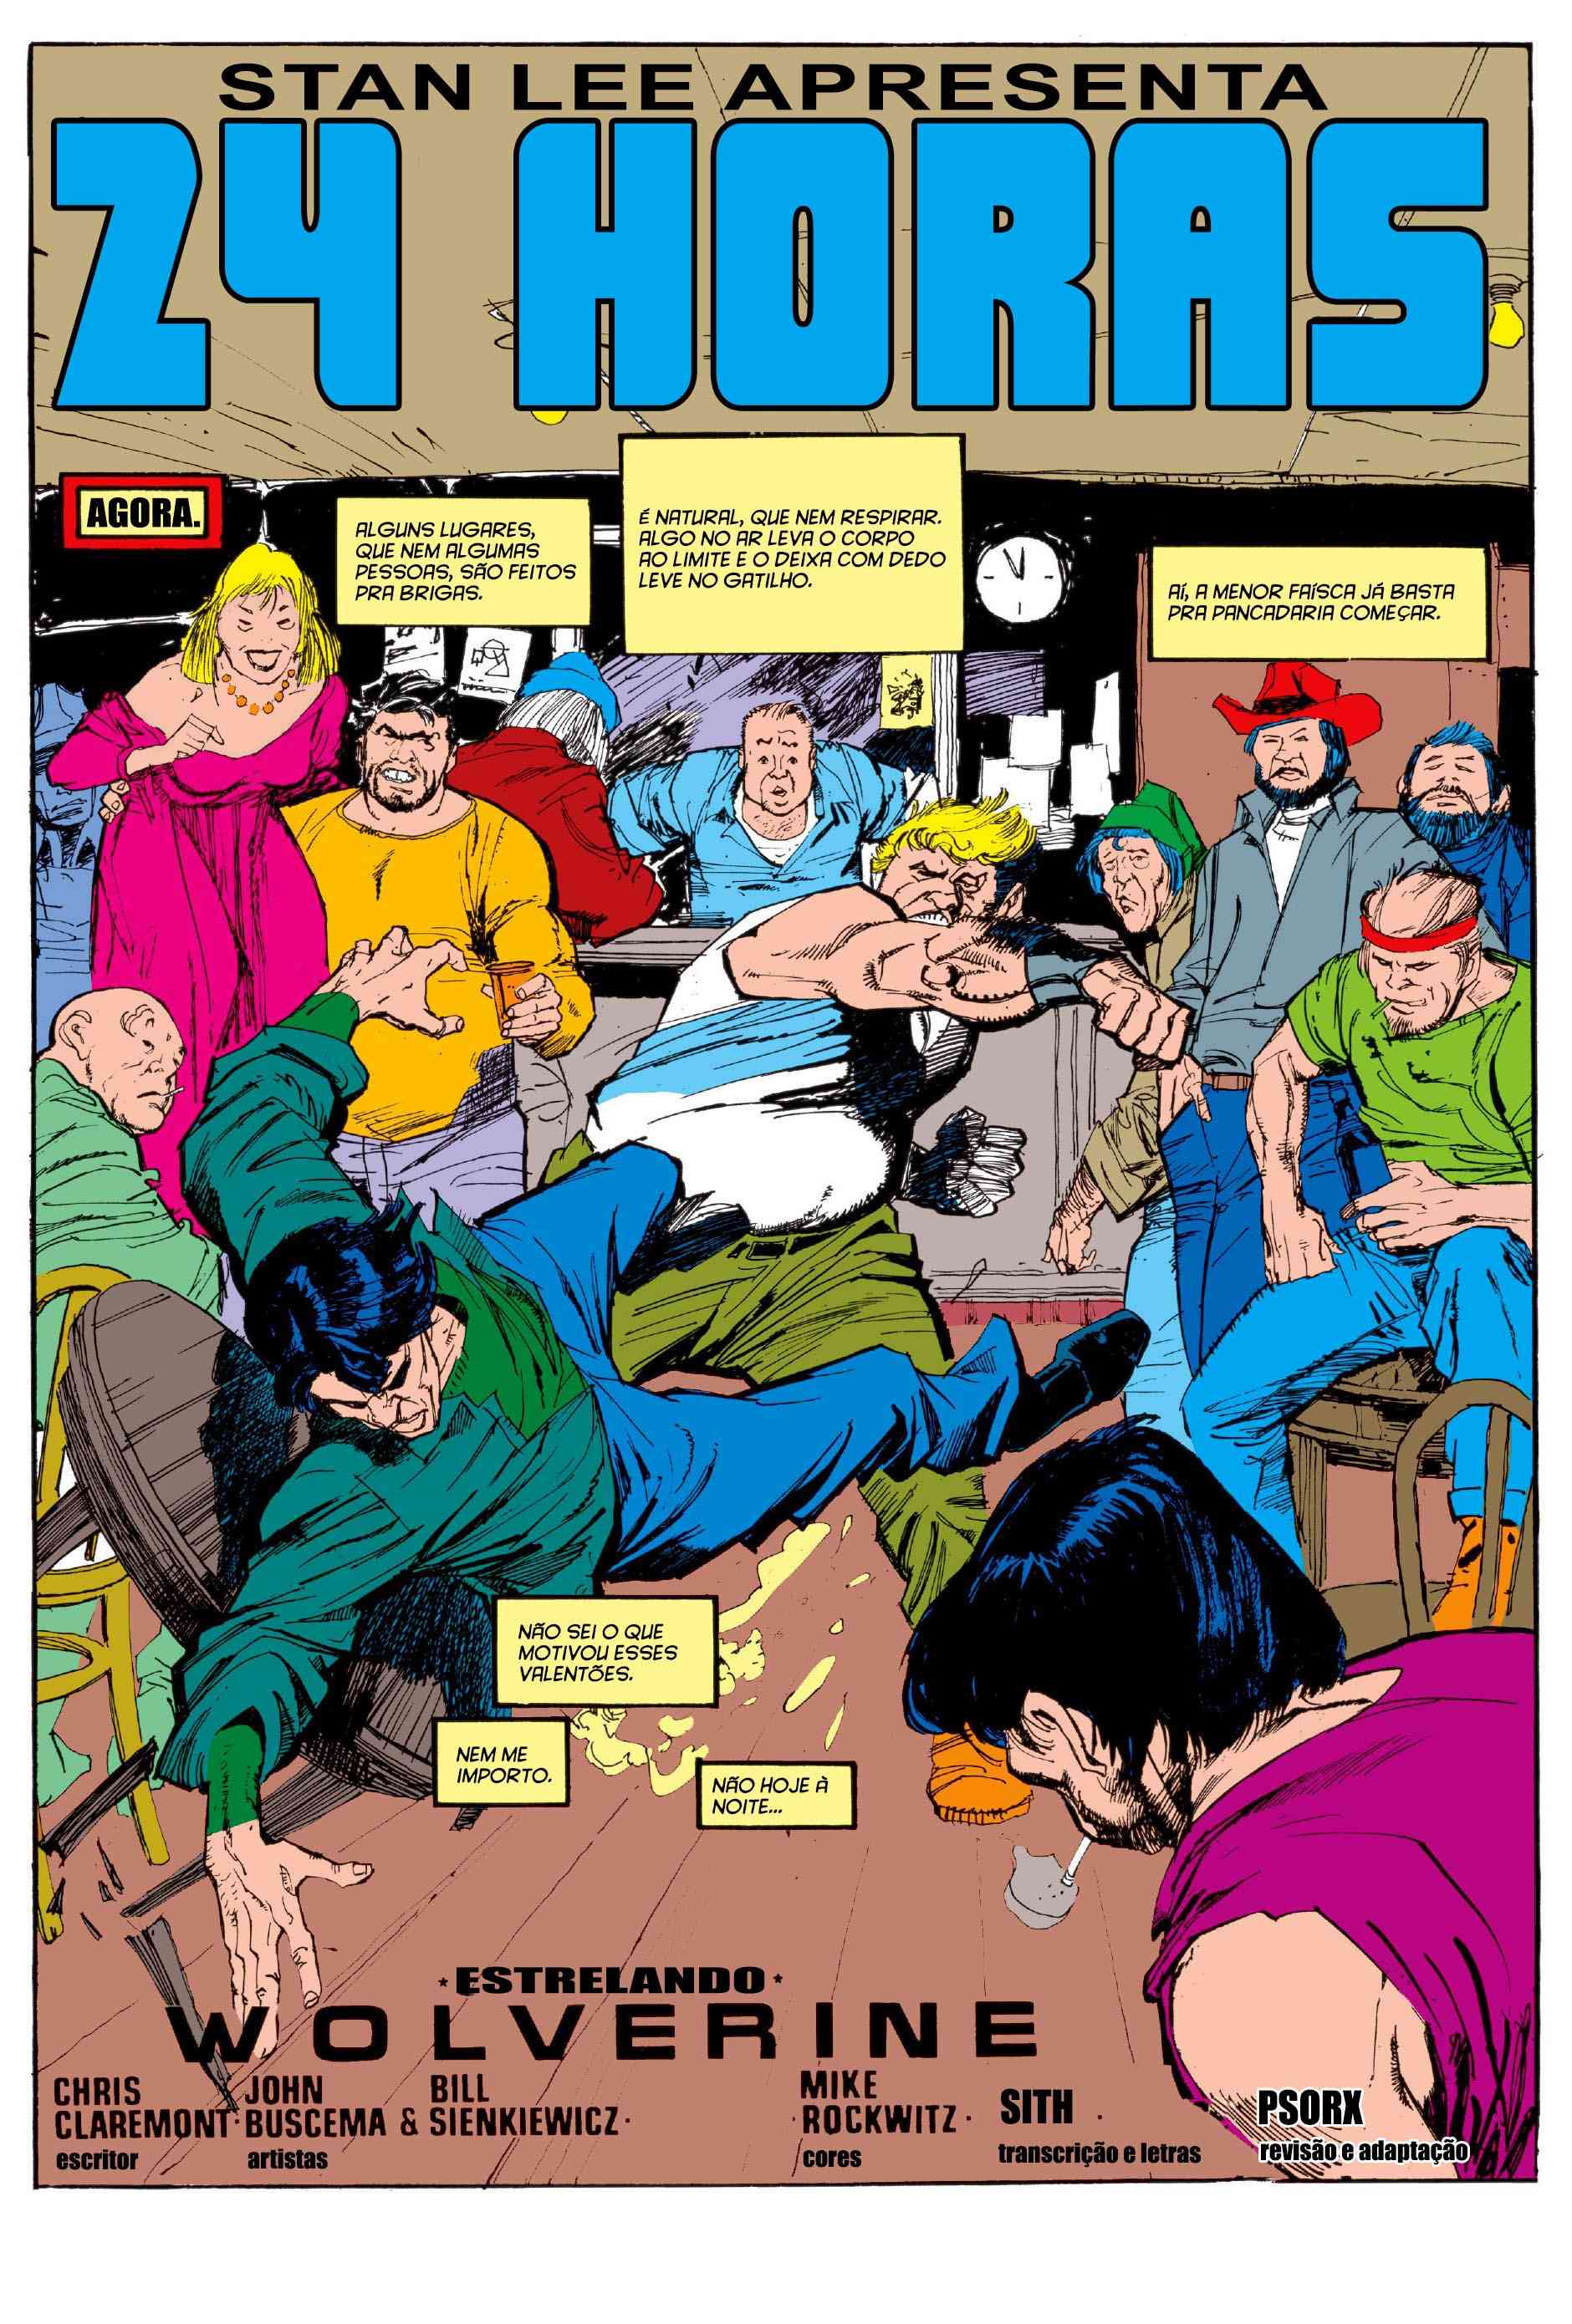 STAN LEE APRESENTA
24 HORAS
AGORA.
ALGUNS LUGARES,
QUE NEM ALGUMAS
PESSOAS, SÃO FEITOS
PRA BRIGAS.
É NATURAL, QUE NEM RESPIRAR.
ALGO NO AR LEVA O CORPO
AO LIMITE E O DEIXA COM DEDO
LEVE NO GATILHO.
AÍ, A MENOR FAÍSCA JÁ BASTA
PRA PANCADARIA COMEÇAR.
NÃO SEI O QUE
MOTIVOU ESSES
VALENTÕES.
NEM ME
IMPORTO.
NÃO HOJE À
NOITE...
* ESTRELANDO *
WOLVERINE
CHRIS
CLAREMONT·
escritor
JOHN
BUSCEMA &
artistas
BILL
SIENKIEWICZ·
·MIKE
ROCKWITZ·
cores
SITH ·
transcrição e letras
PSORX
revisão e adaptação